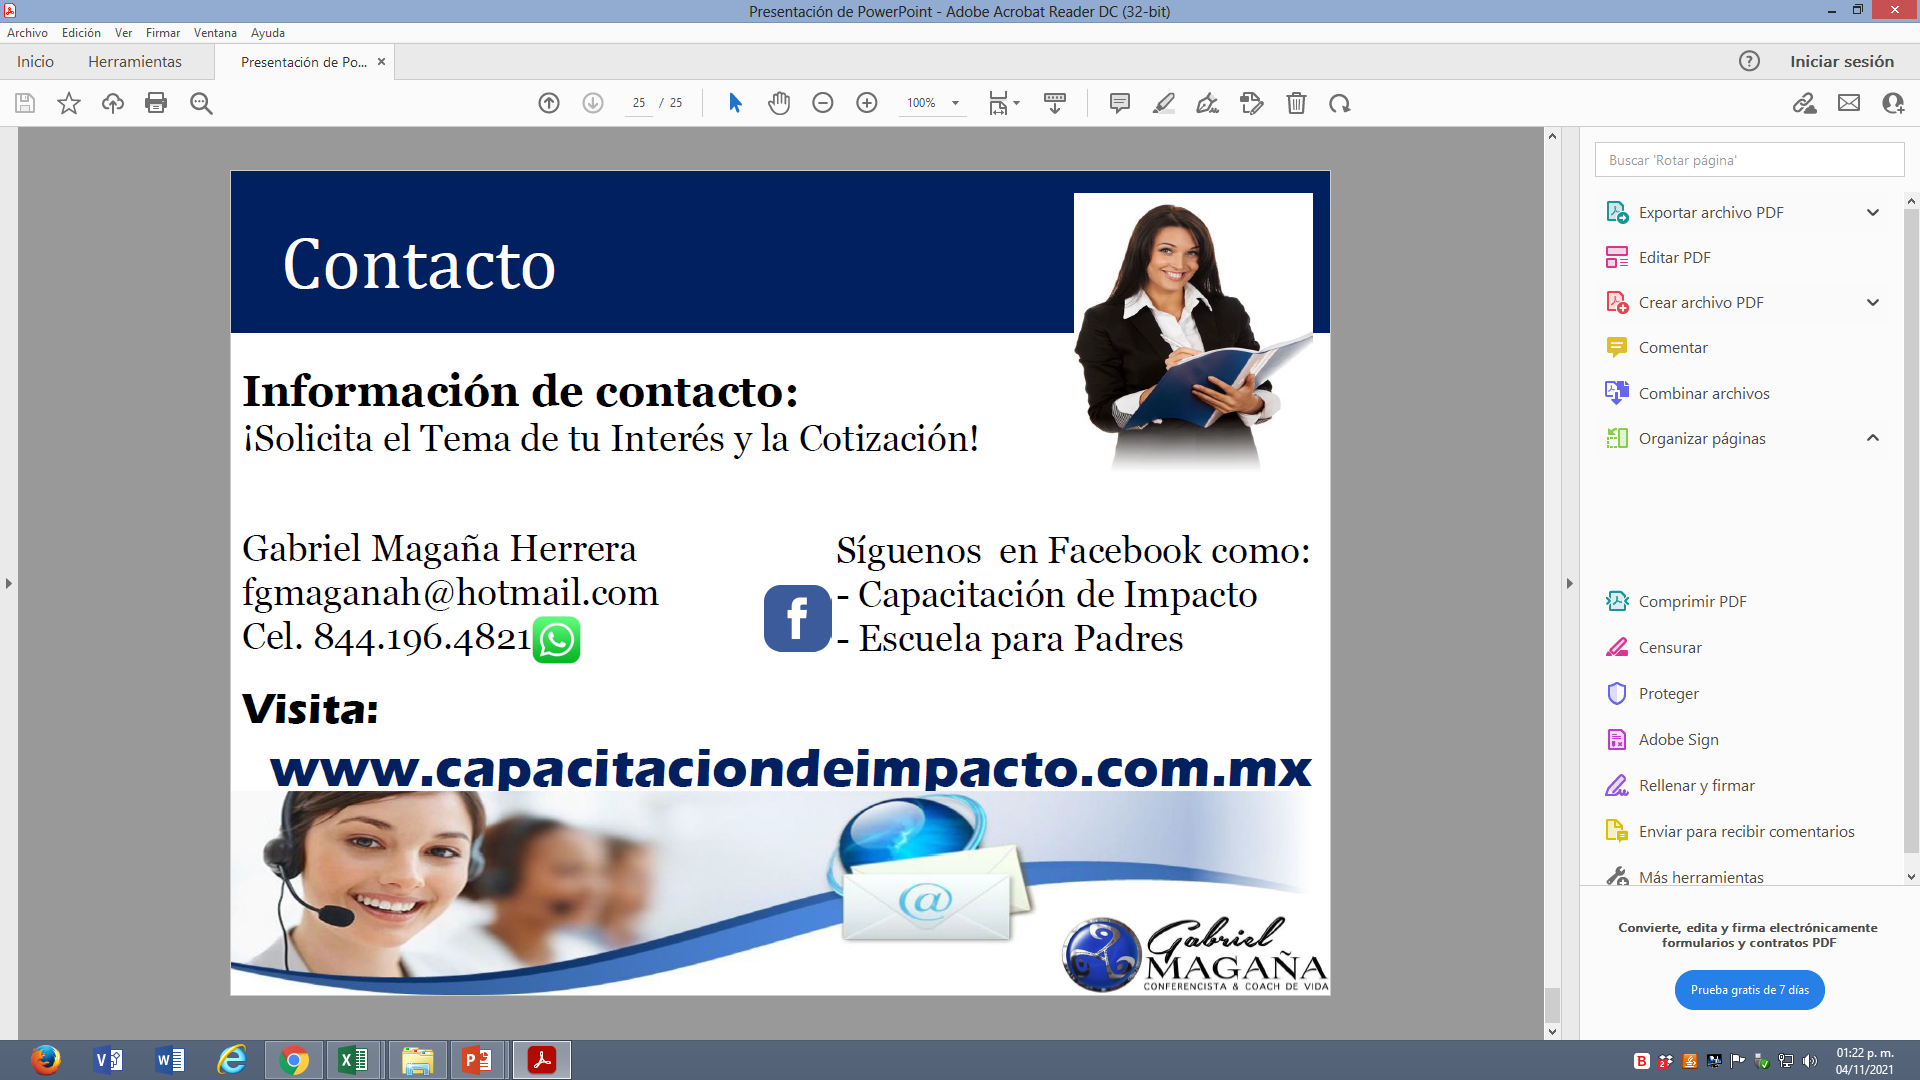 Presentación de PowerPoint - Adobe Acrobat Reader DC (32-bit)
Archivo Edición Ver Firmar Ventana Ayuda
Inicio Herramientas Presentación de Po... × Iniciar sesión
25 / 25 100%
Contacto
Información de contacto:
¡Solicita el Tema de tu Interés y la Cotización!
Gabriel Magaña Herrera
fgmaganah@hotmail.com
Cel. 844.196.4821
Síguenos en Facebook como:
- Capacitación de Impacto
- Escuela para Padres
Visita:
www.capacitaciondeimpacto.com.mx
@
Gabriel
MAGAÑA
CONFERENCISTA & COACH DE VIDA
Buscar 'Rotar página'
Exportar archivo PDF
Editar PDF
Crear archivo PDF
Comentar
Combinar archivos
Organizar páginas
Comprimir PDF
Censurar
Proteger
Adobe Sign
Rellenar y firmar
Enviar para recibir comentarios
Más herramientas
Convierte, edita y firma electrónicamente
formularios y contratos PDF
Prueba gratis de 7 días
01:22 p. m.
04/11/2021